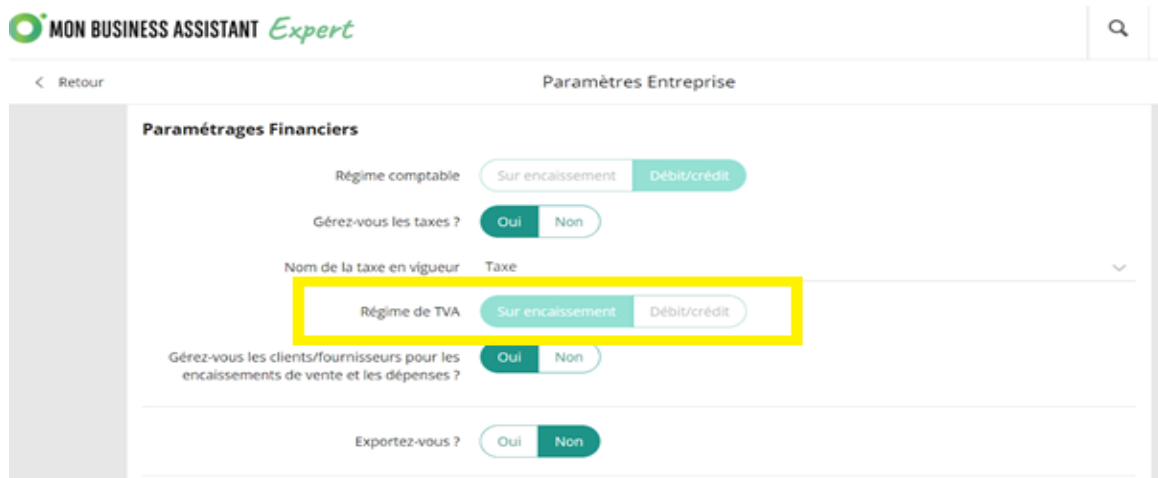 MON BUSINESS ASSISTANT Expert
< Retour
Paramètres Entreprise
Paramétrages Financiers
Régime comptable Sur encaissement Débit/crédit
Gérez-vous les taxes ? Oui Non
Nom de la taxe en vigueur Taxe
Régime de TVA Sur encaissement Débit/crédit
Gérez-vous les clients/fournisseurs pour les
encaissements de vente et les dépenses ? Oui Non
Exportez-vous ? Oui Non